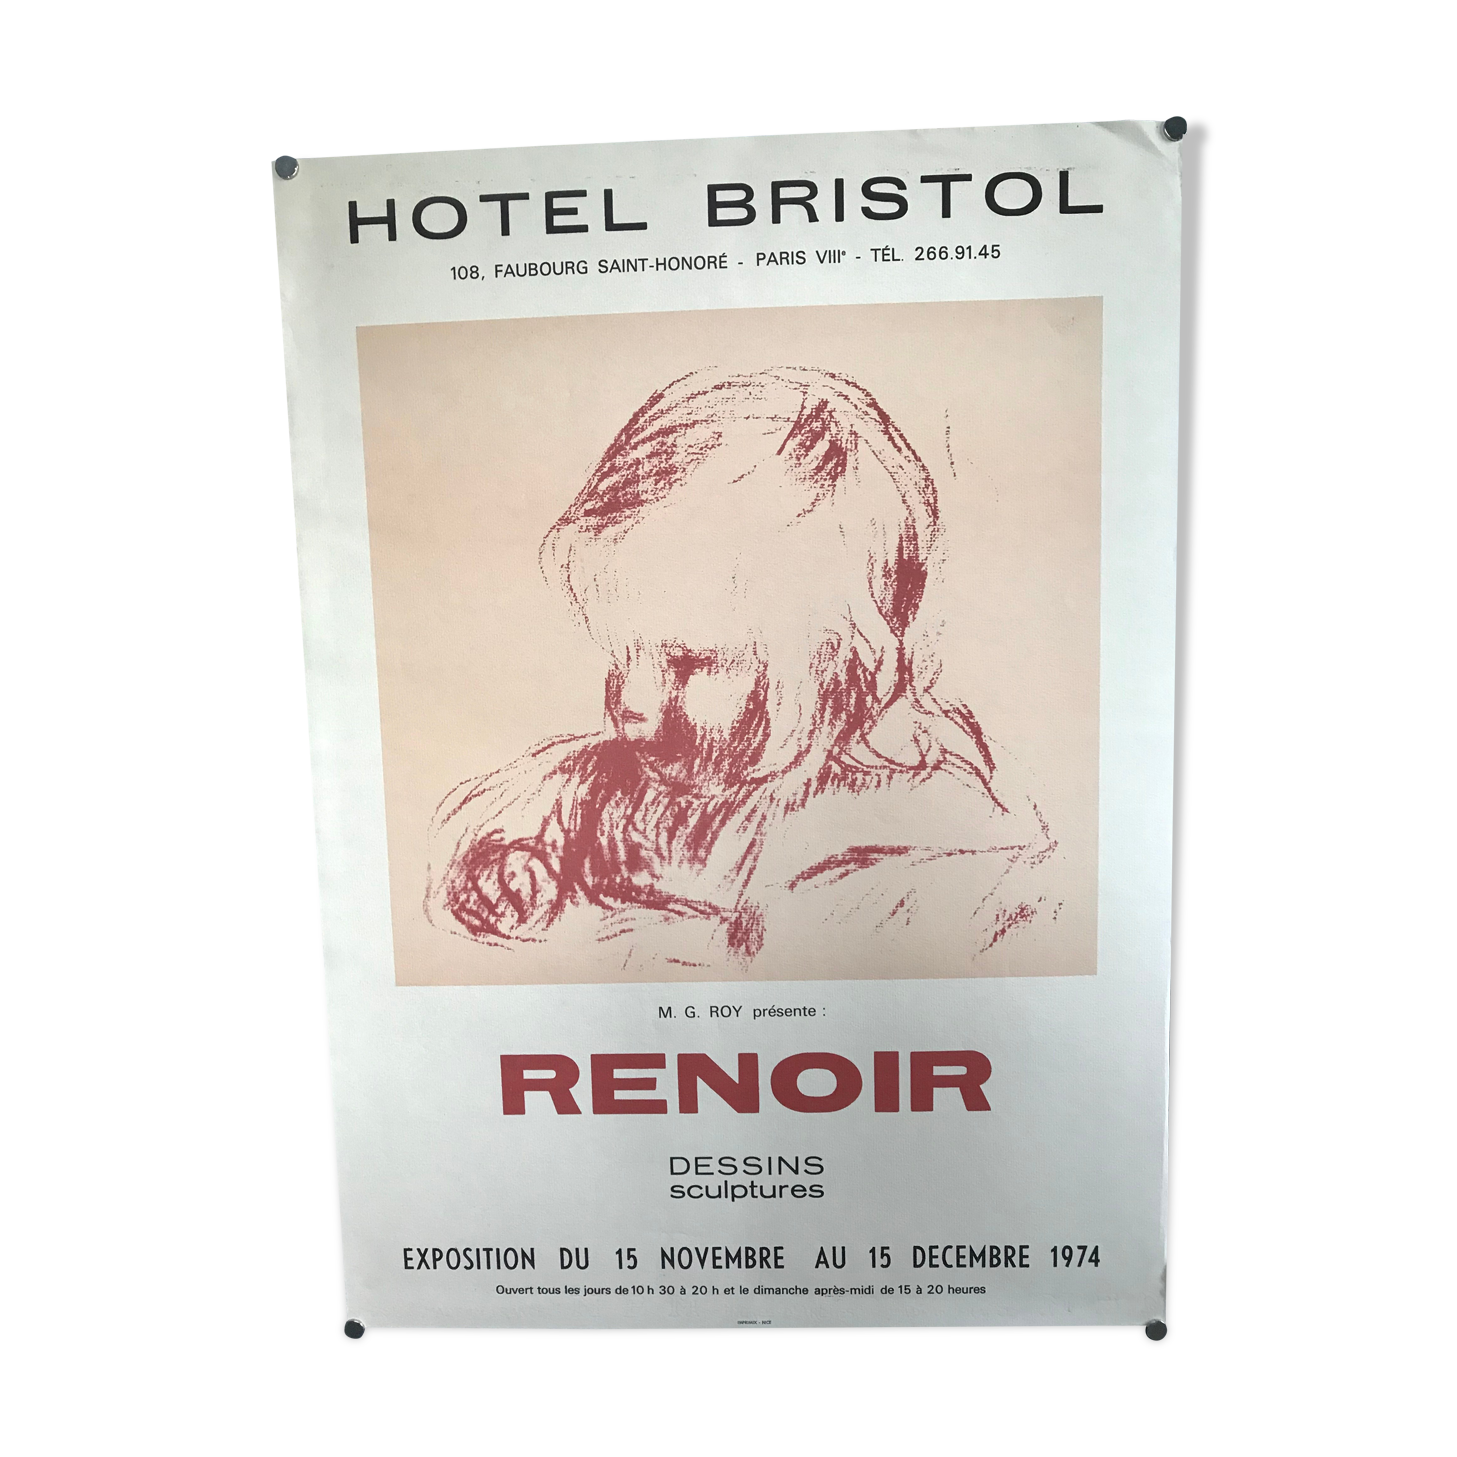 HOTEL BRISTOL
108, FAUBOURG SAINT-HONORÉ - PARIS VIIIe - TÉL. 266.91.45
M. G. ROY présente :
RENOIR
DESSINS
sculptures
EXPOSITION DU 15 NOVEMBRE AU 15 DECEMBRE 1974
Ouvert tous les jours de 10 h 30 à 20 h et le dimanche après-midi de 15 à 20 heures